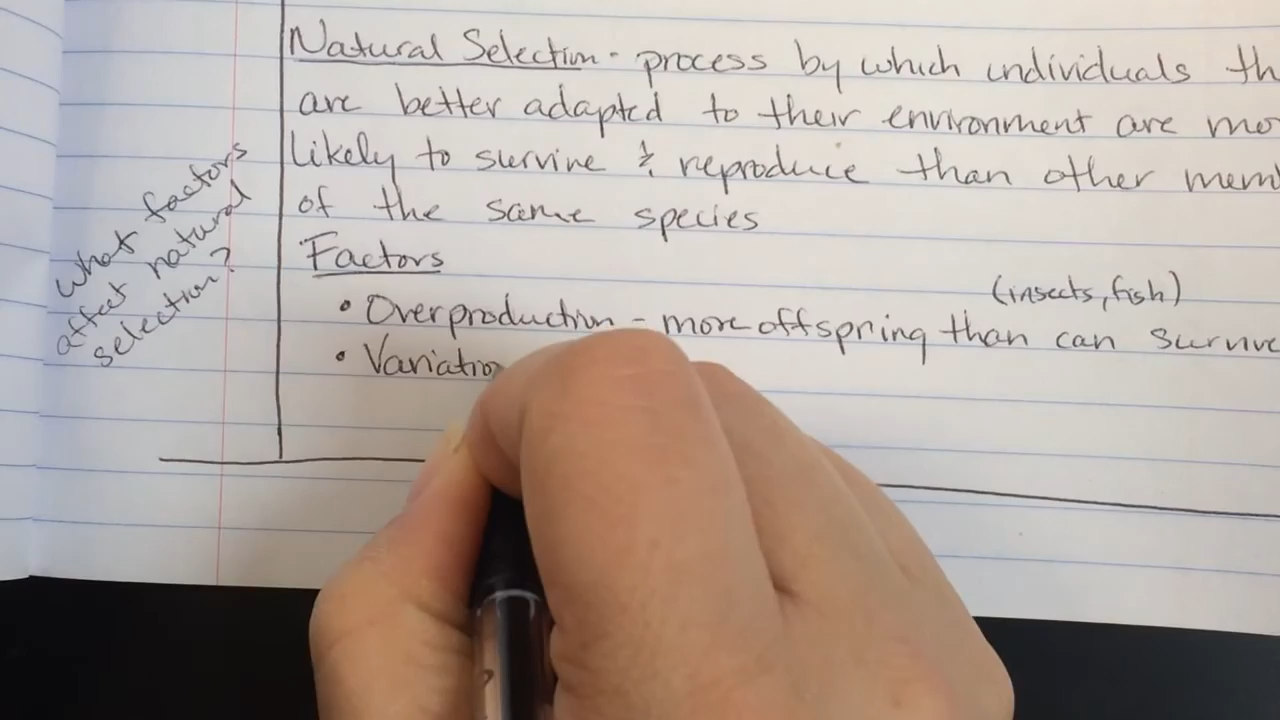 Natural Selection - process by which individuals th
are better adapted to their environment are mo
likely to survive & reproduce than other mem
of the same species
What factors
affect natural
selection?
Factors
(insects, fish)
• Overproduction - more offspring than can survive
• Variatio